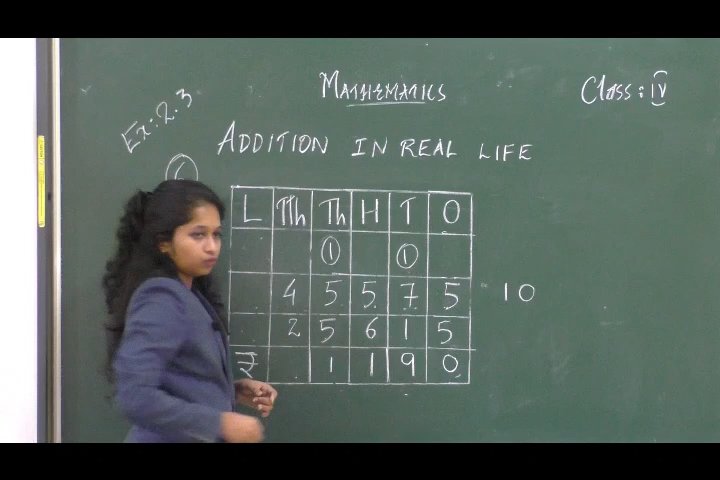 MATHEMATICS
Class: IV
Ex: 2.3
ADDITION IN REAL LIFE
L TTh Th H T O
1 1
4 5 5 7 5 10
2 5 6 1 5
₹ 1 1 9 0